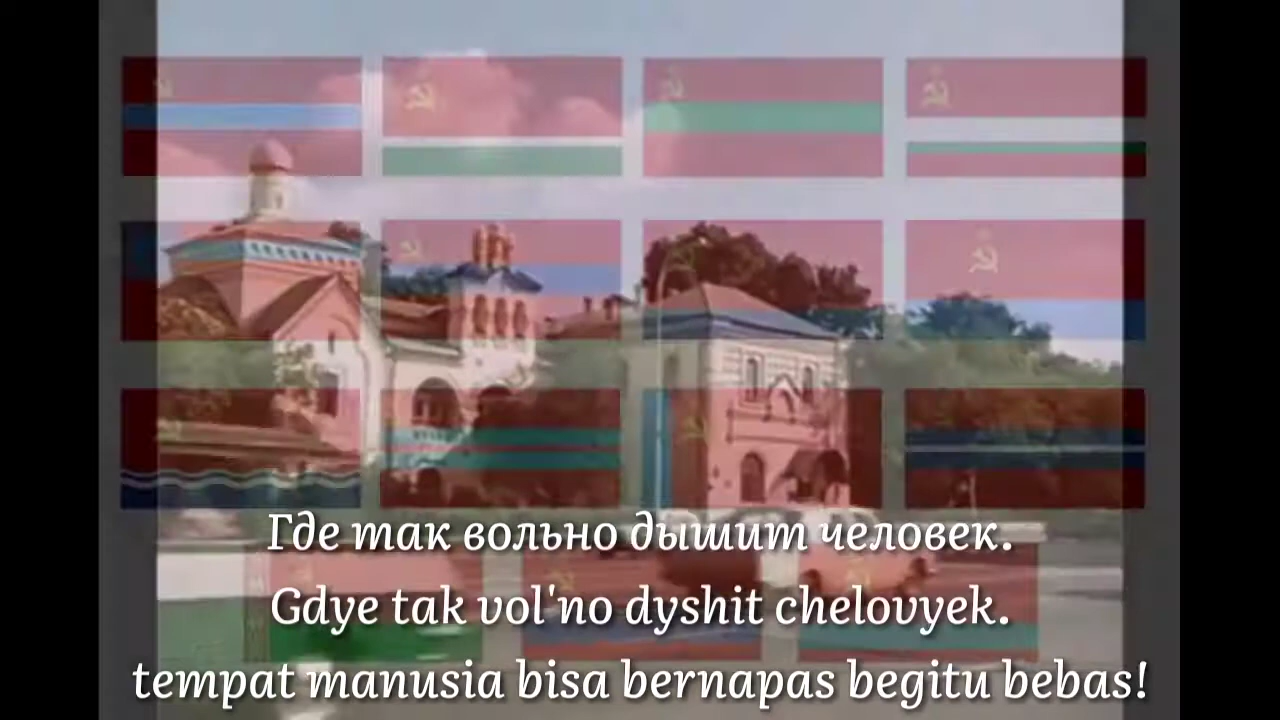 Где так вольно дышит человек.
Gdye tak vol'no dyshit chelovyek.
tempat manusia bisa bernapas begitu bebas!